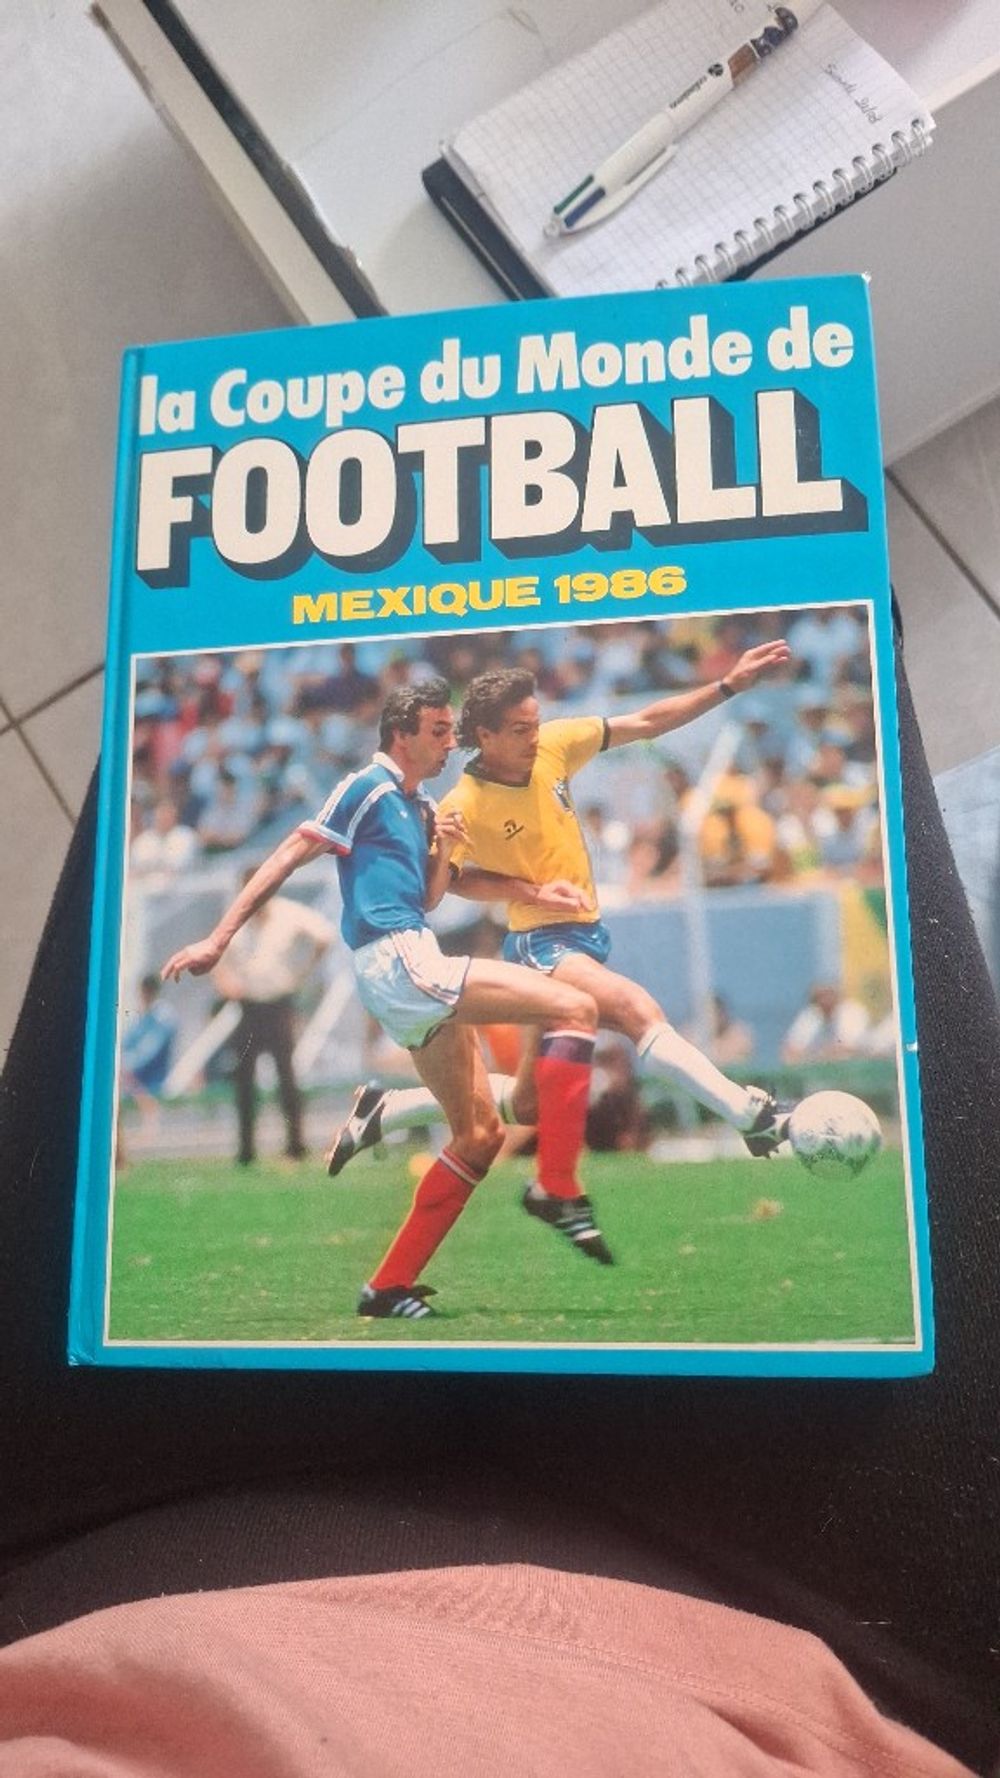 la Coupe du Monde de
FOOTBALL
MEXIQUE 1986